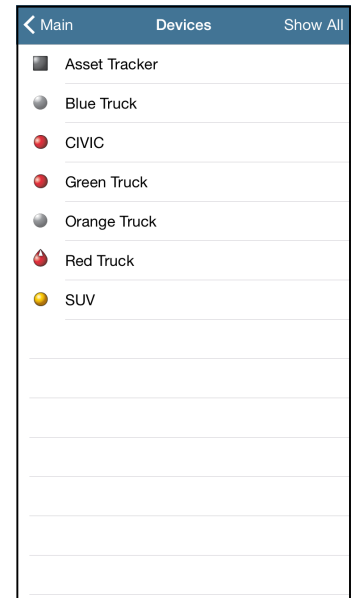 Main Devices Show All
Asset Tracker
Blue Truck
CIVIC
Green Truck
Orange Truck
Red Truck
SUV